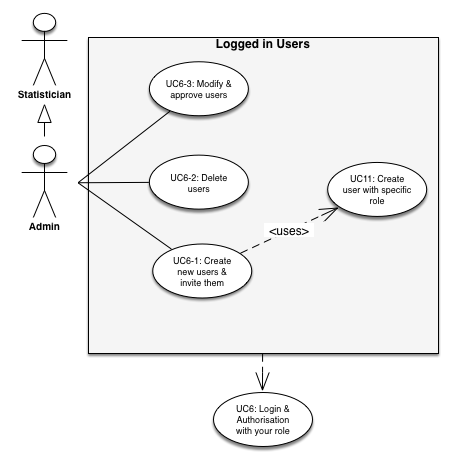 Logged in Users
Statistician
Admin
UC6-3: Modify &
approve users
UC6-2: Delete
users
UC11: Create
user with specific
role
<uses>
UC6-1: Create
new users &
invite them
UC6: Login &
Authorisation
with your role